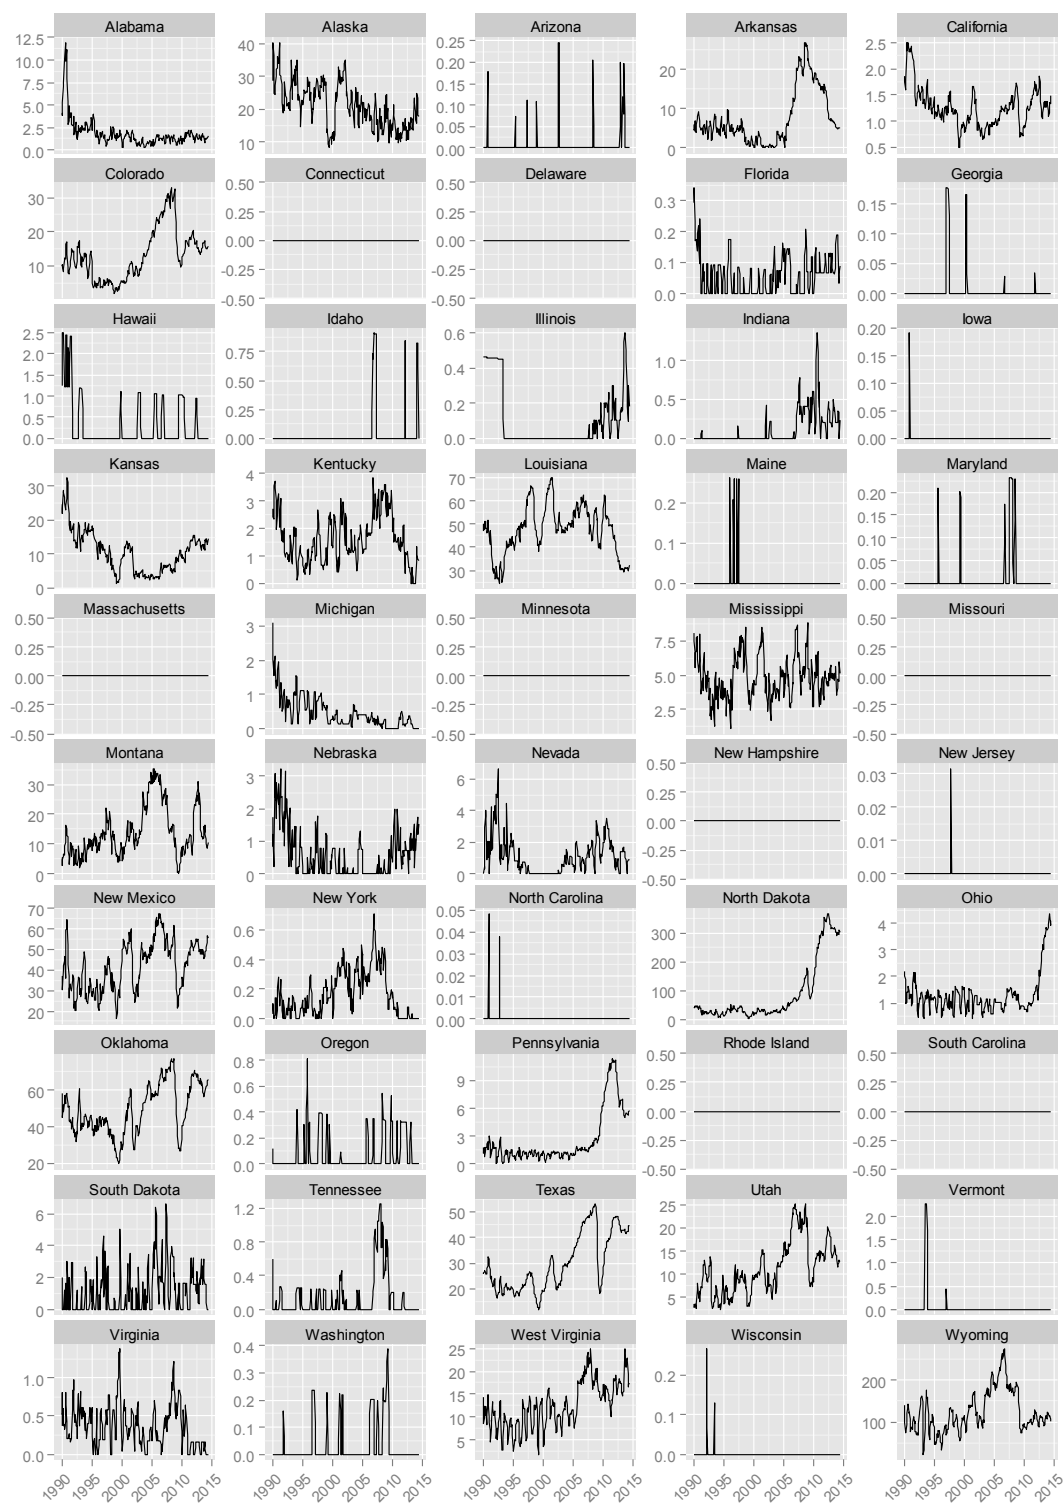 Alabama Alaska Arizona Arkansas California
12.5 10.0 7.5 5.0 2.5 0.0
40 30 20 10
0.25 0.20 0.15 0.10 0.05 0.00
20 10 0
2.5 2.0 1.5 1.0 0.5
Colorado Connecticut Delaware Florida Georgia
30 20 10
0.50 0.25 0.00 -0.25 -0.50
0.50 0.25 0.00 -0.25 -0.50
0.3 0.2 0.1 0.0
0.15 0.10 0.05 0.00
Hawaii Idaho Illinois Indiana Iowa
2.5 2.0 1.5 1.0 0.5 0.0
0.75 0.50 0.25 0.00
0.6 0.4 0.2 0.0
1.0 0.5 0.0
0.20 0.15 0.10 0.05 0.00
Kansas Kentucky Louisiana Maine Maryland
30 20 10 0
4 3 2 1 0
70 60 50 40 30
0.2 0.1 0.0
0.20 0.15 0.10 0.05 0.00
Massachusetts Michigan Minnesota Mississippi Missouri
0.50 0.25 0.00 -0.25 -0.50
3 2 1 0
0.50 0.25 0.00 -0.25 -0.50
7.5 5.0 2.5
0.50 0.25 0.00 -0.25 -0.50
Montana Nebraska Nevada New Hampshire New Jersey
30 20 10 0
3 2 1 0
6 4 2 0
0.50 0.25 0.00 -0.25 -0.50
0.03 0.02 0.01 0.00
New Mexico New York North Carolina North Dakota Ohio
70 60 50 40 30 20
0.6 0.4 0.2 0.0
0.05 0.04 0.03 0.02 0.01 0.00
300 200 100 0
4 3 2 1
Oklahoma Oregon Pennsylvania Rhode Island South Carolina
60 40 20
0.8 0.6 0.4 0.2 0.0
9 6 3 0
0.50 0.25 0.00 -0.25 -0.50
0.50 0.25 0.00 -0.25 -0.50
South Dakota Tennessee Texas Utah Vermont
6 4 2 0
1.2 0.8 0.4 0.0
50 40 30 20
25 20 15 10 5
2.0 1.5 1.0 0.5 0.0
Virginia Washington West Virginia Wisconsin Wyoming
1.0 0.5 0.0
0.4 0.3 0.2 0.1 0.0
25 20 15 10 5
0.2 0.1 0.0
200 100
1990 1995 2000 2005 2010 2015
1990 1995 2000 2005 2010 2015
1990 1995 2000 2005 2010 2015
1990 1995 2000 2005 2010 2015
1990 1995 2000 2005 2010 2015